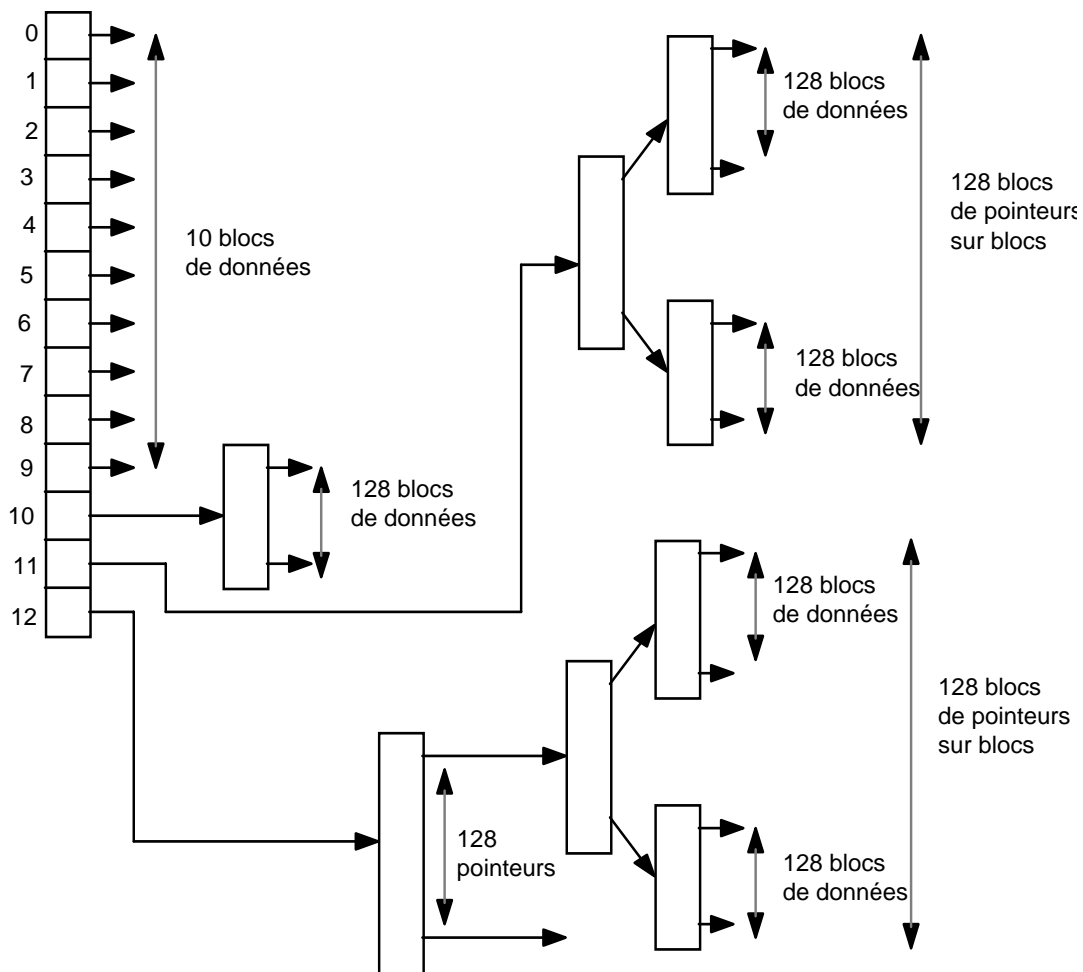 0
1
2
3
4
5
6
7
8
9
10
11
12
10 blocs
de données
128 blocs
de données
128 blocs
de données
128 blocs
de données
128 blocs
de pointeurs
sur blocs
128
pointeurs
128 blocs
de données
128 blocs
de données
128 blocs
de pointeurs
sur blocs